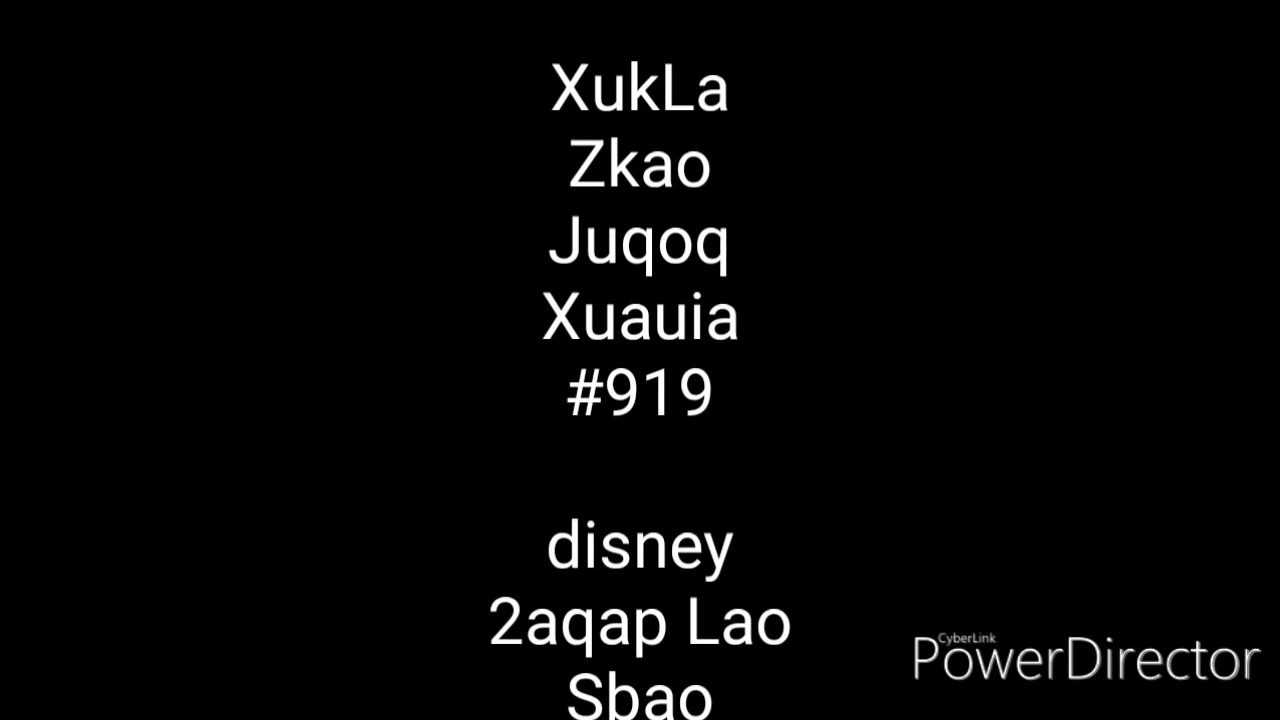 XukLa
Zkao
Juqoq
Xuauia
#919
disney
2aqap Lao
Sbao
CyberLink
PowerDirector